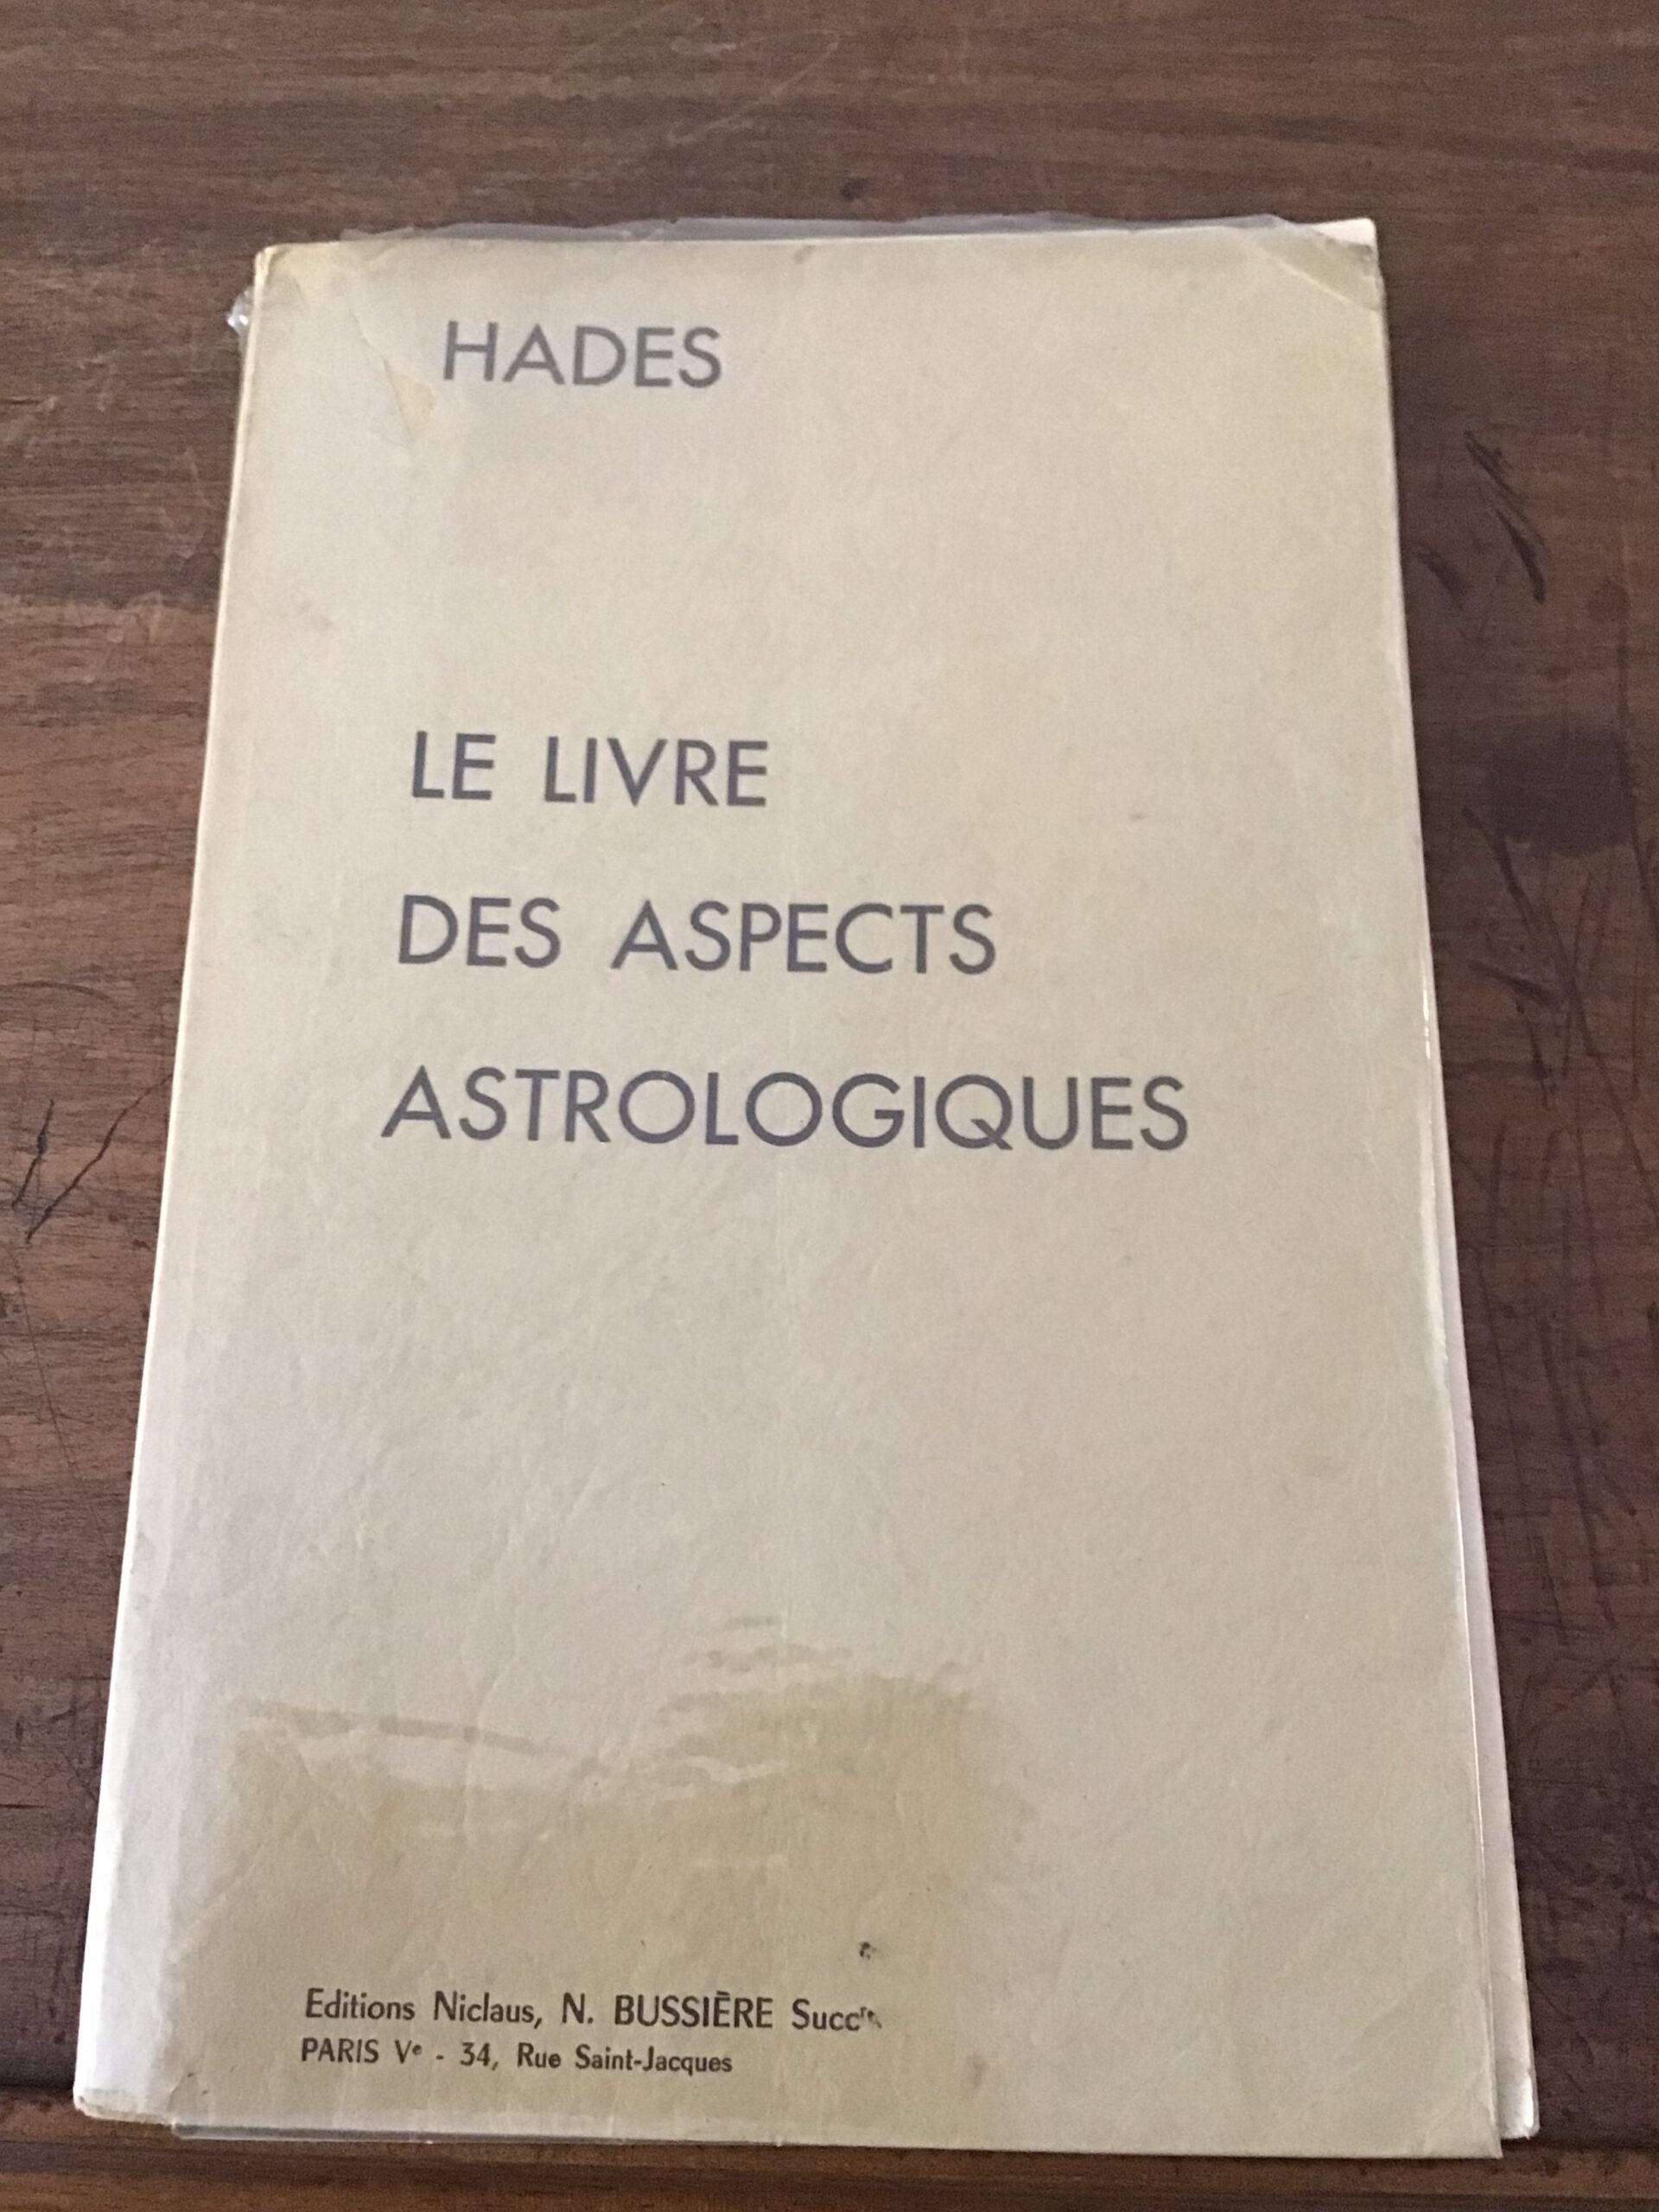 HADES
LE LIVRE
DES ASPECTS
ASTROLOGIQUES
Editions Niclaus, N. BUSSIÈRE Succʳ
PARIS Vᵉ - 34, Rue Saint-Jacques